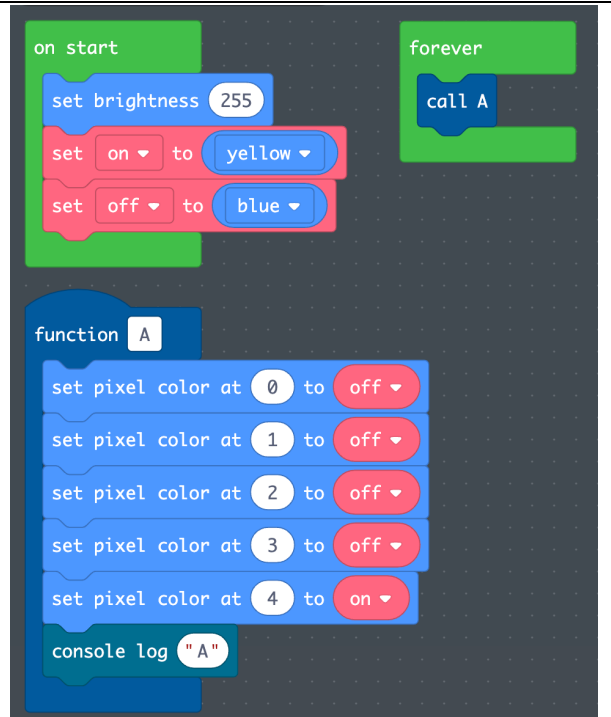 on start
set brightness 255
set on to yellow
set off to blue
forever
call A
function A
set pixel color at 0 to off
set pixel color at 1 to off
set pixel color at 2 to off
set pixel color at 3 to off
set pixel color at 4 to on
console log "A"